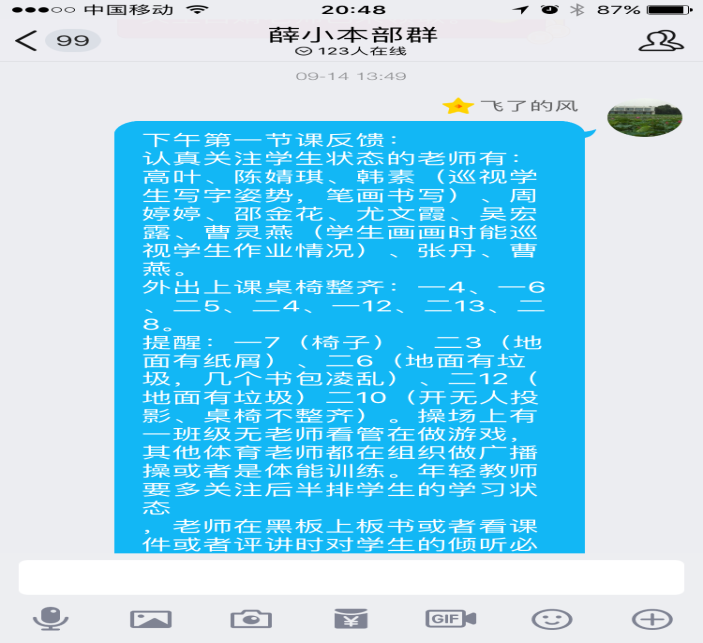 中国移动
20:48
87%
99
薛小本部群
123人在线
09-14 13:49
飞了的风
下午第一节课反馈：
认真关注学生状态的老师有：
高叶、陈婧琪、韩素（巡视学
生写字姿势，笔画书写）、周
婷婷、邵金花、尤文霞、吴宏
露、曹灵燕（学生画画时能巡
视学生作业情况）、张丹、曹
燕。
外出上课桌椅整齐：一4、一6
、二5、二4、一12、二13、二
8。
提醒：一7（椅子）、二3（地
面有纸屑）、二6（地面有垃
圾，几个书包凌乱）、二12（
地面有垃圾）二10（开无人投
影、桌椅不整齐）。操场上有
一班级无老师看管在做游戏，
其他体育老师都在组织做广播
操或者是体能训练。年轻教师
要多关注后半排学生的学习状
态
，老师在黑板上板书或者看课
件或者评讲时对学生的倾听必
GIF